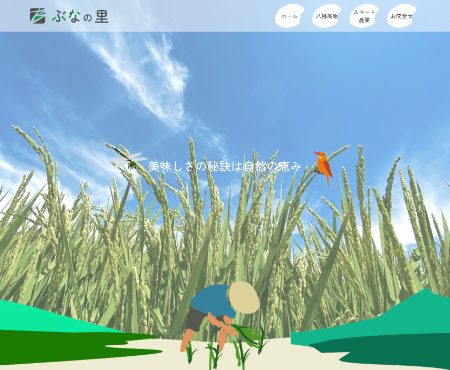 ぶなの里
ホーム
八幡高原
スマート
農業
お問合せ
美味しさの秘訣は自然の恵み